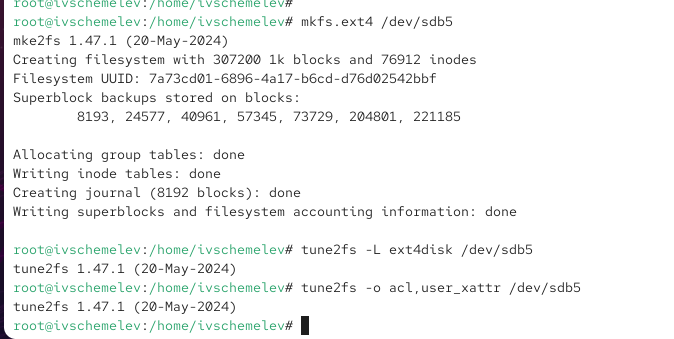 root@ivschemelev:/home/ivschemelev#
root@ivschemelev:/home/ivschemelev# mkfs.ext4 /dev/sdb5
mke2fs 1.47.1 (20-May-2024)
Creating filesystem with 307200 1k blocks and 76912 inodes
Filesystem UUID: 7a73cd01-6896-4a17-b6cd-d76d02542bbf
Superblock backups stored on blocks:
        8193, 24577, 40961, 57345, 73729, 204801, 221185

Allocating group tables: done
Writing inode tables: done
Creating journal (8192 blocks): done
Writing superblocks and filesystem accounting information: done

root@ivschemelev:/home/ivschemelev# tune2fs -L ext4disk /dev/sdb5
tune2fs 1.47.1 (20-May-2024)
root@ivschemelev:/home/ivschemelev# tune2fs -o acl,user_xattr /dev/sdb5
tune2fs 1.47.1 (20-May-2024)
root@ivschemelev:/home/ivschemelev#